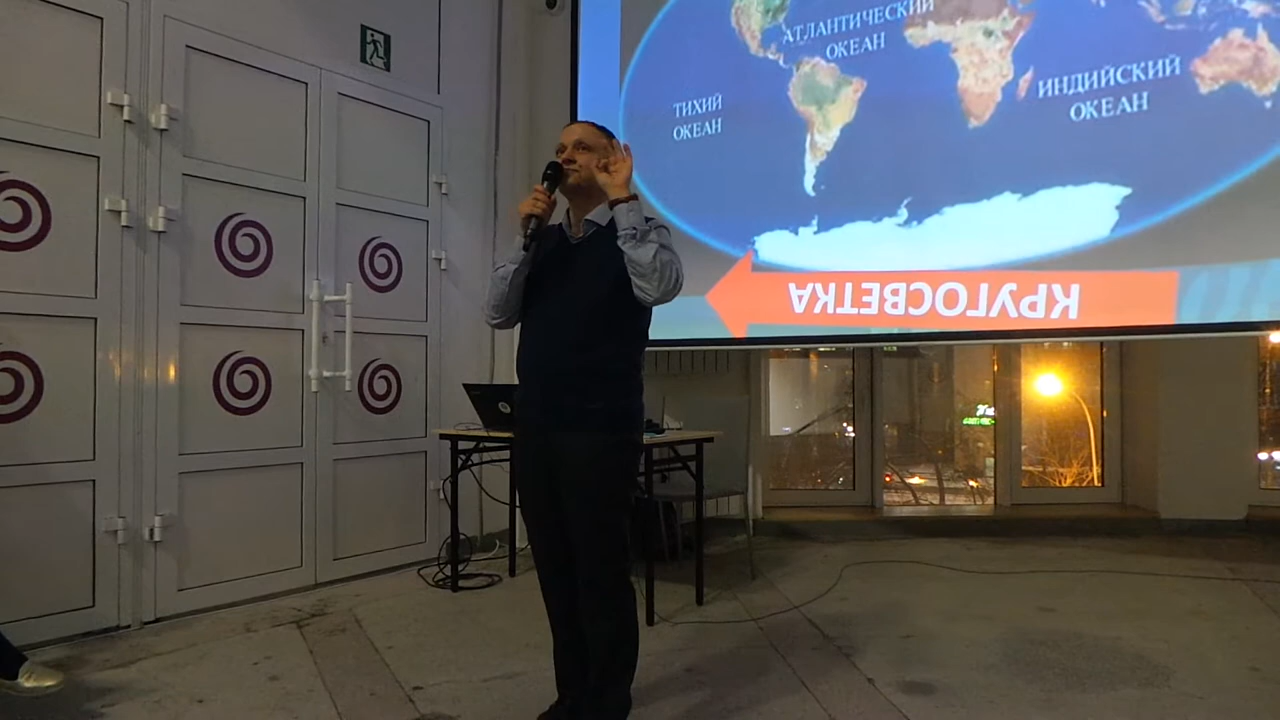 АТЛАНТИЧЕСКИЙ
ОКЕАН
ТИХИЙ
ОКЕАН
ИНДИЙСКИЙ
ОКЕАН
КРУГОСВЕТКА